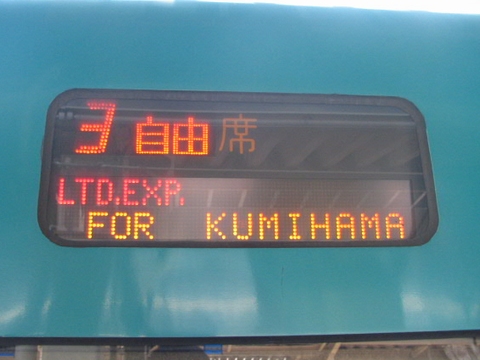 3 自由席
LTD.EXP.
FOR KUMIHAMA